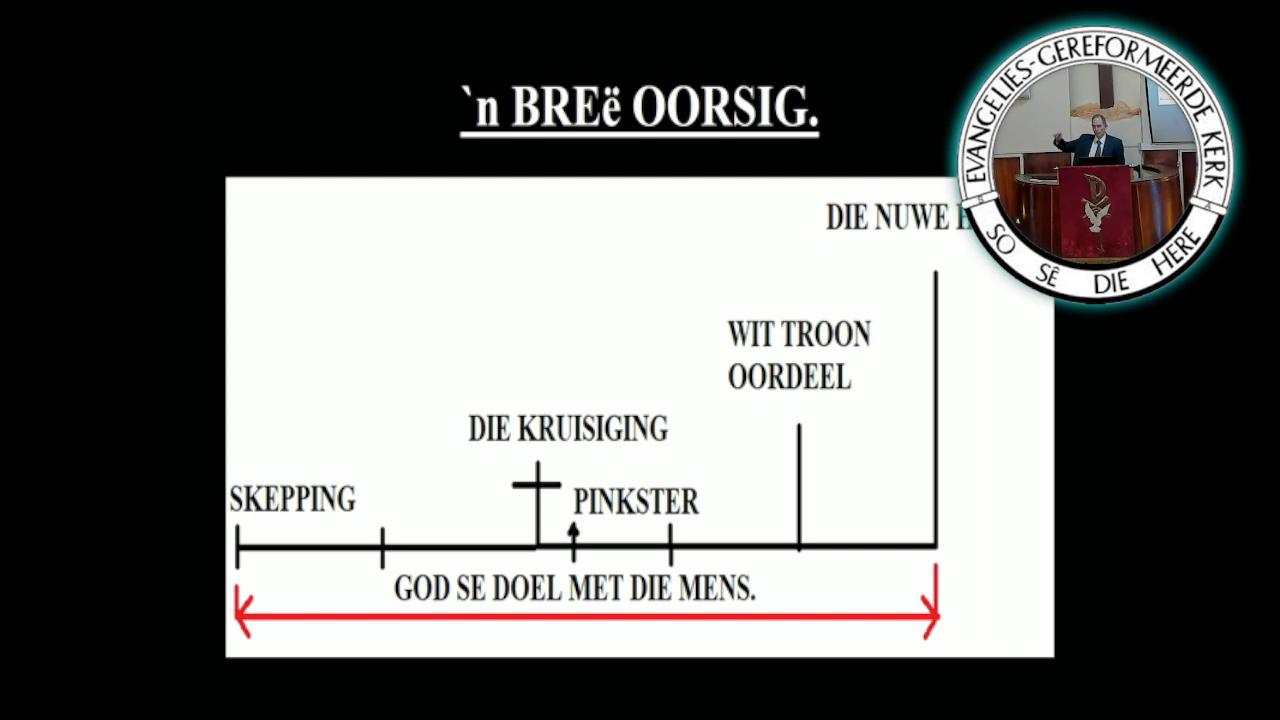 `n BREë OORSIG.
EVANGELIES-GEREFORMEERDE KERK
SO SÊ DIE HERE
DIE NUWE
WIT TROON
OORDEEL
DIE KRUISIGING
SKEPPING
PINKSTER
GOD SE DOEL MET DIE MENS.